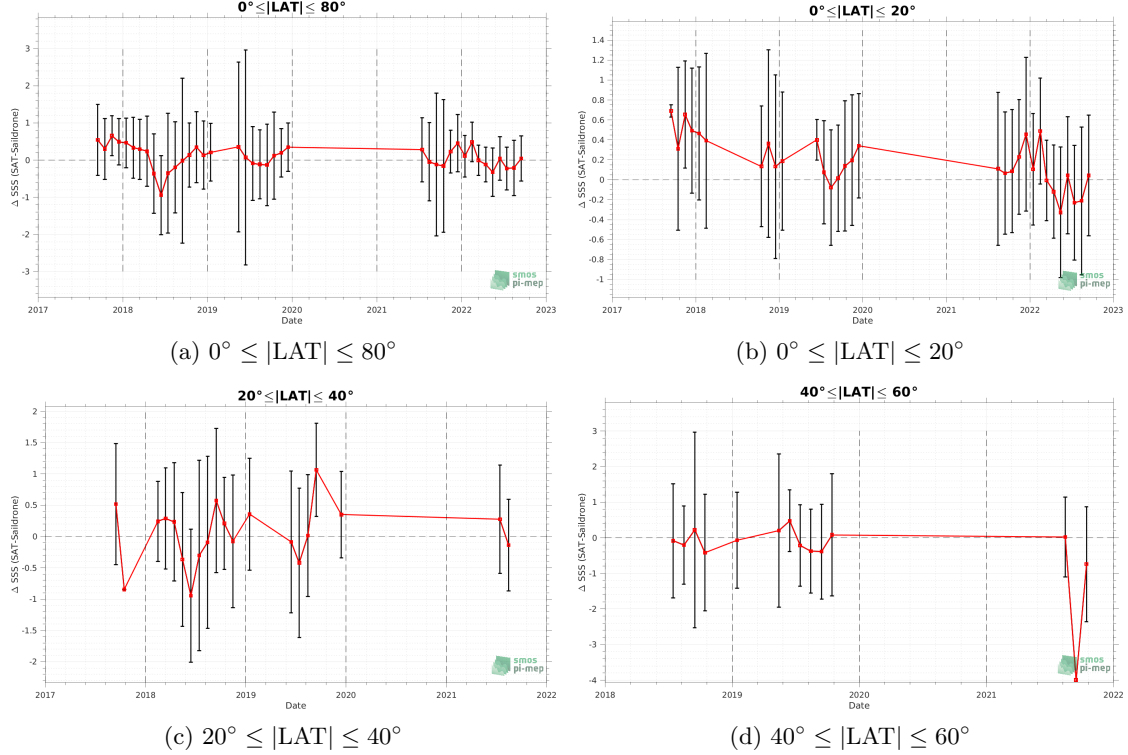 0°≤|LAT|≤ 80°
Δ SSS (SAT-Saildrone)
3
2
1
0
-1
-2
-3
2017
2018
2019
2020
2021
2022
2023
Date
smos
pi-mep
(a) 0° ≤ |LAT| ≤ 80°
0°≤|LAT|≤ 20°
Δ SSS (SAT-Saildrone)
1.4
1.2
1
0.8
0.6
0.4
0.2
0
-0.2
-0.4
-0.6
-0.8
-1
2017
2018
2019
2020
2021
2022
2023
Date
smos
pi-mep
(b) 0° ≤ |LAT| ≤ 20°
20°≤|LAT|≤ 40°
Δ SSS (SAT-Saildrone)
2
1.5
1
0.5
0
-0.5
-1
-1.5
-2
2017
2018
2019
2020
2021
2022
Date
smos
pi-mep
(c) 20° ≤ |LAT| ≤ 40°
40°≤|LAT|≤ 60°
Δ SSS (SAT-Saildrone)
3
2
1
0
-1
-2
-3
-4
2018
2019
2020
2021
2022
Date
smos
pi-mep
(d) 40° ≤ |LAT| ≤ 60°